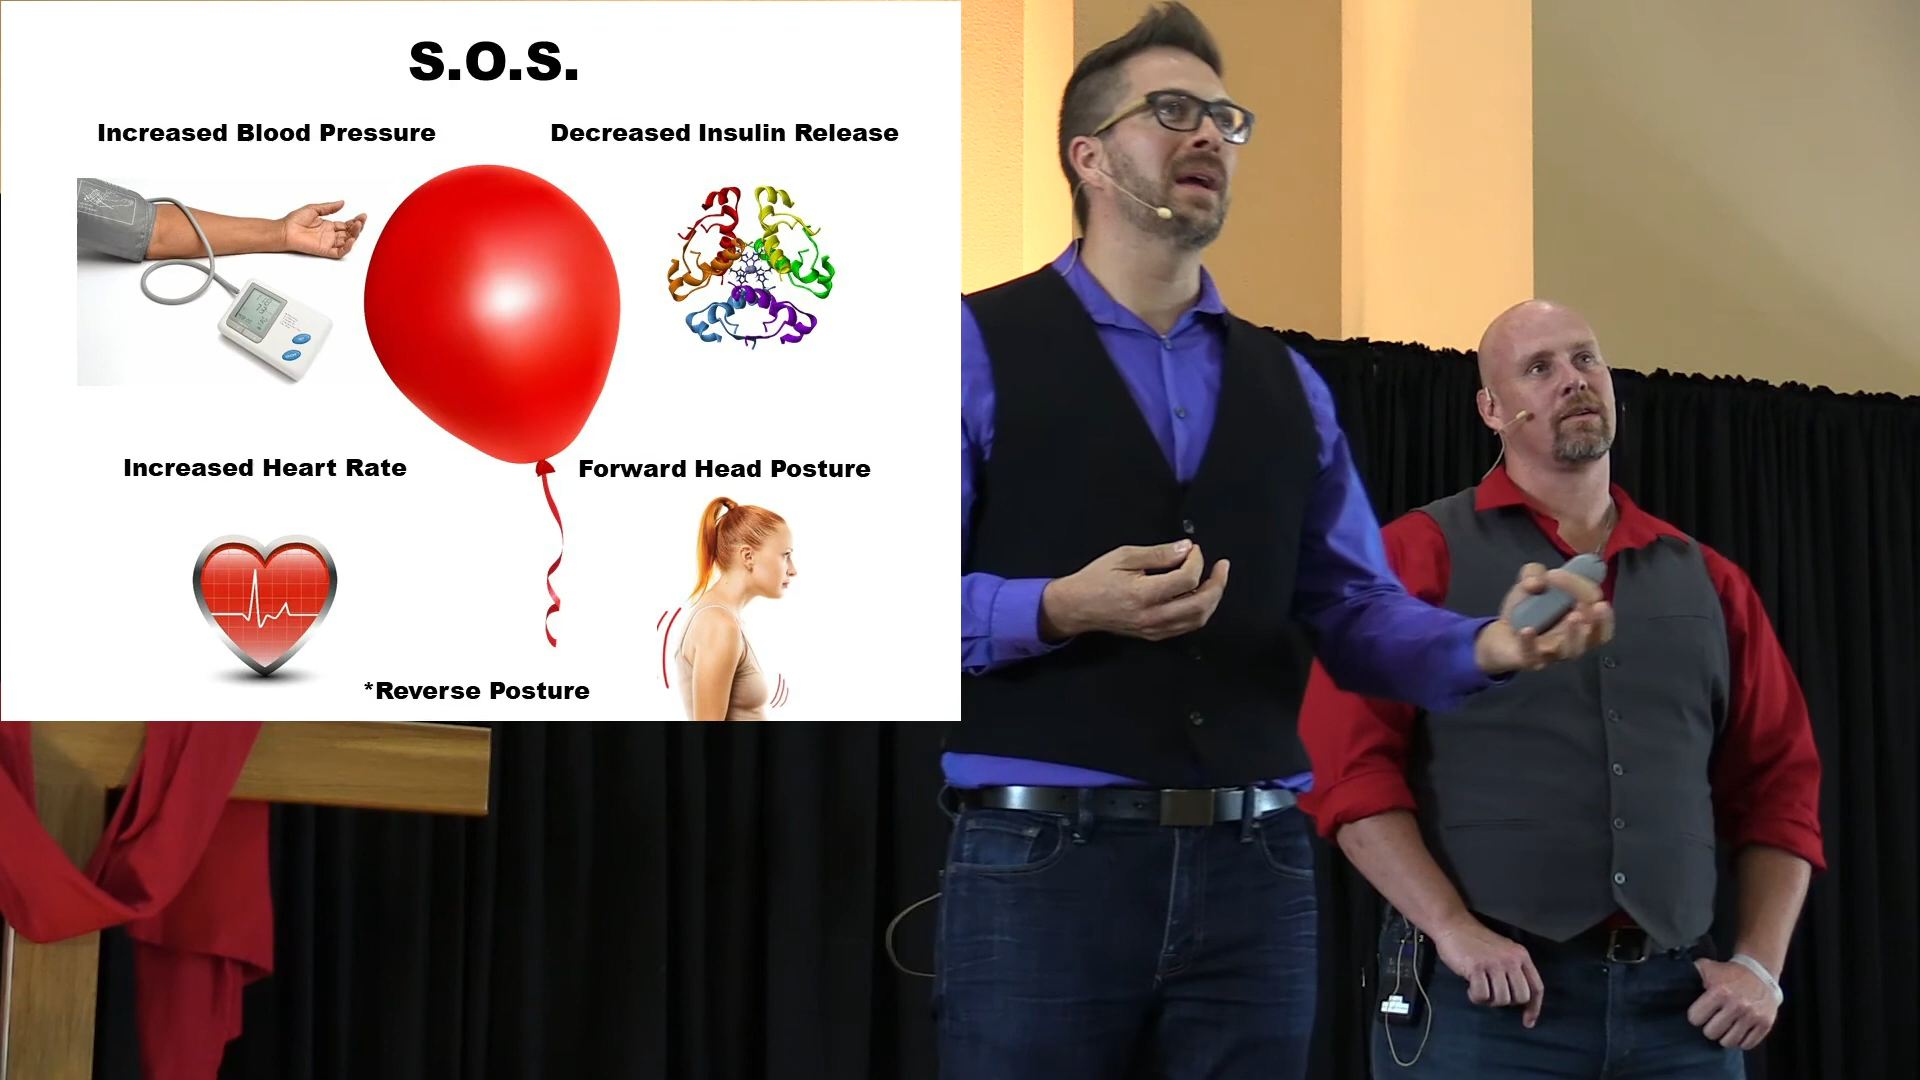 S.O.S.
Increased Blood Pressure
Decreased Insulin Release
Increased Heart Rate
Forward Head Posture
*Reverse Posture